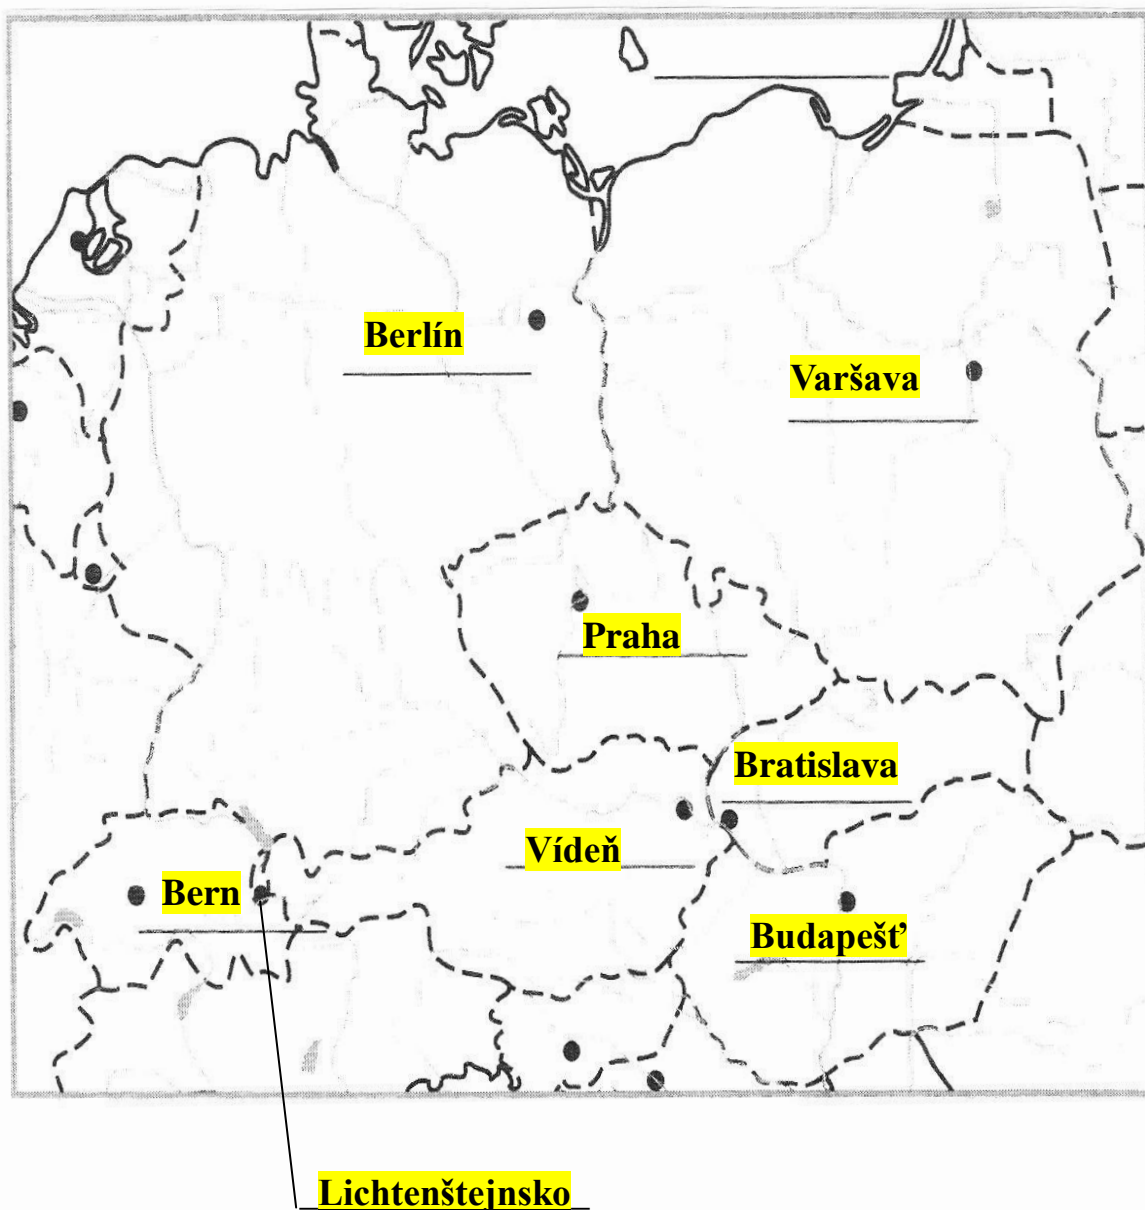 Berlín
Varšava
Praha
Bratislava
Vídeň
Bern
Budapešť
Lichtenštejnsko